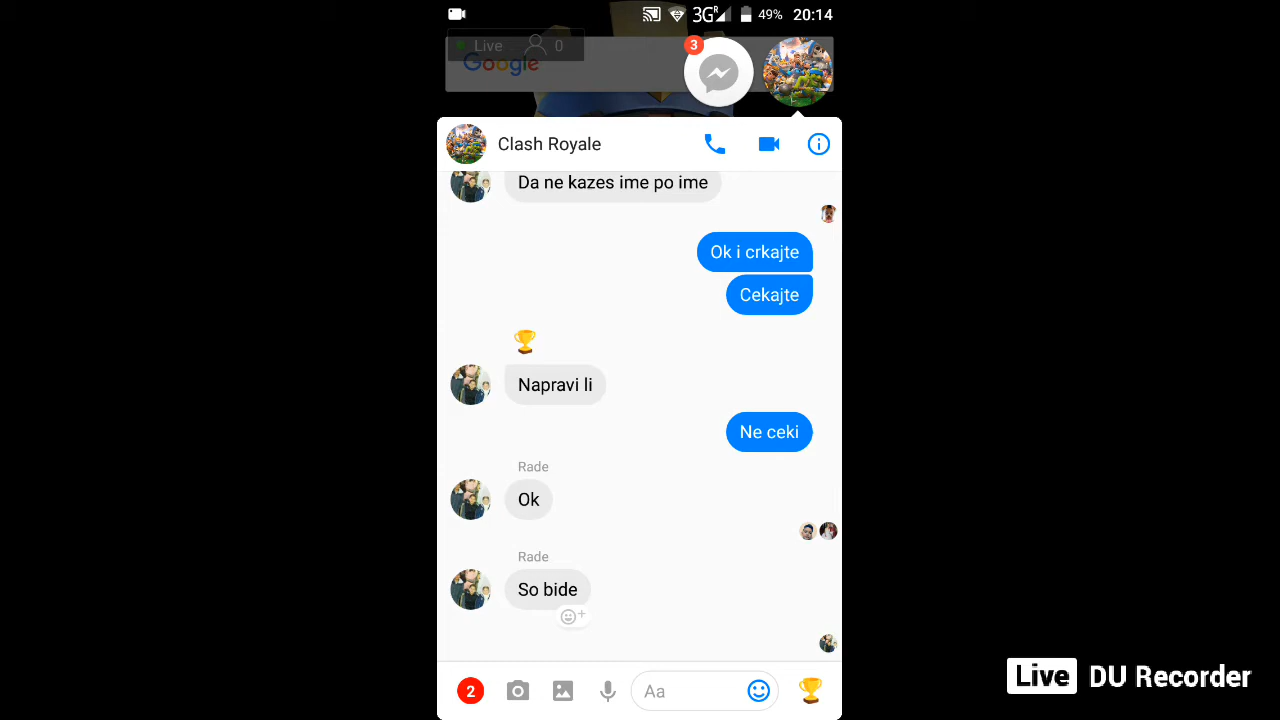 3G R 49% 20:14
Live 0
Google
3
Clash Royale
Da ne kazes ime po ime
Ok i crkajte
Cekajte
Napravi li
Ne ceki
Rade
Ok
Rade
So bide
2 Aa
Live DU Recorder